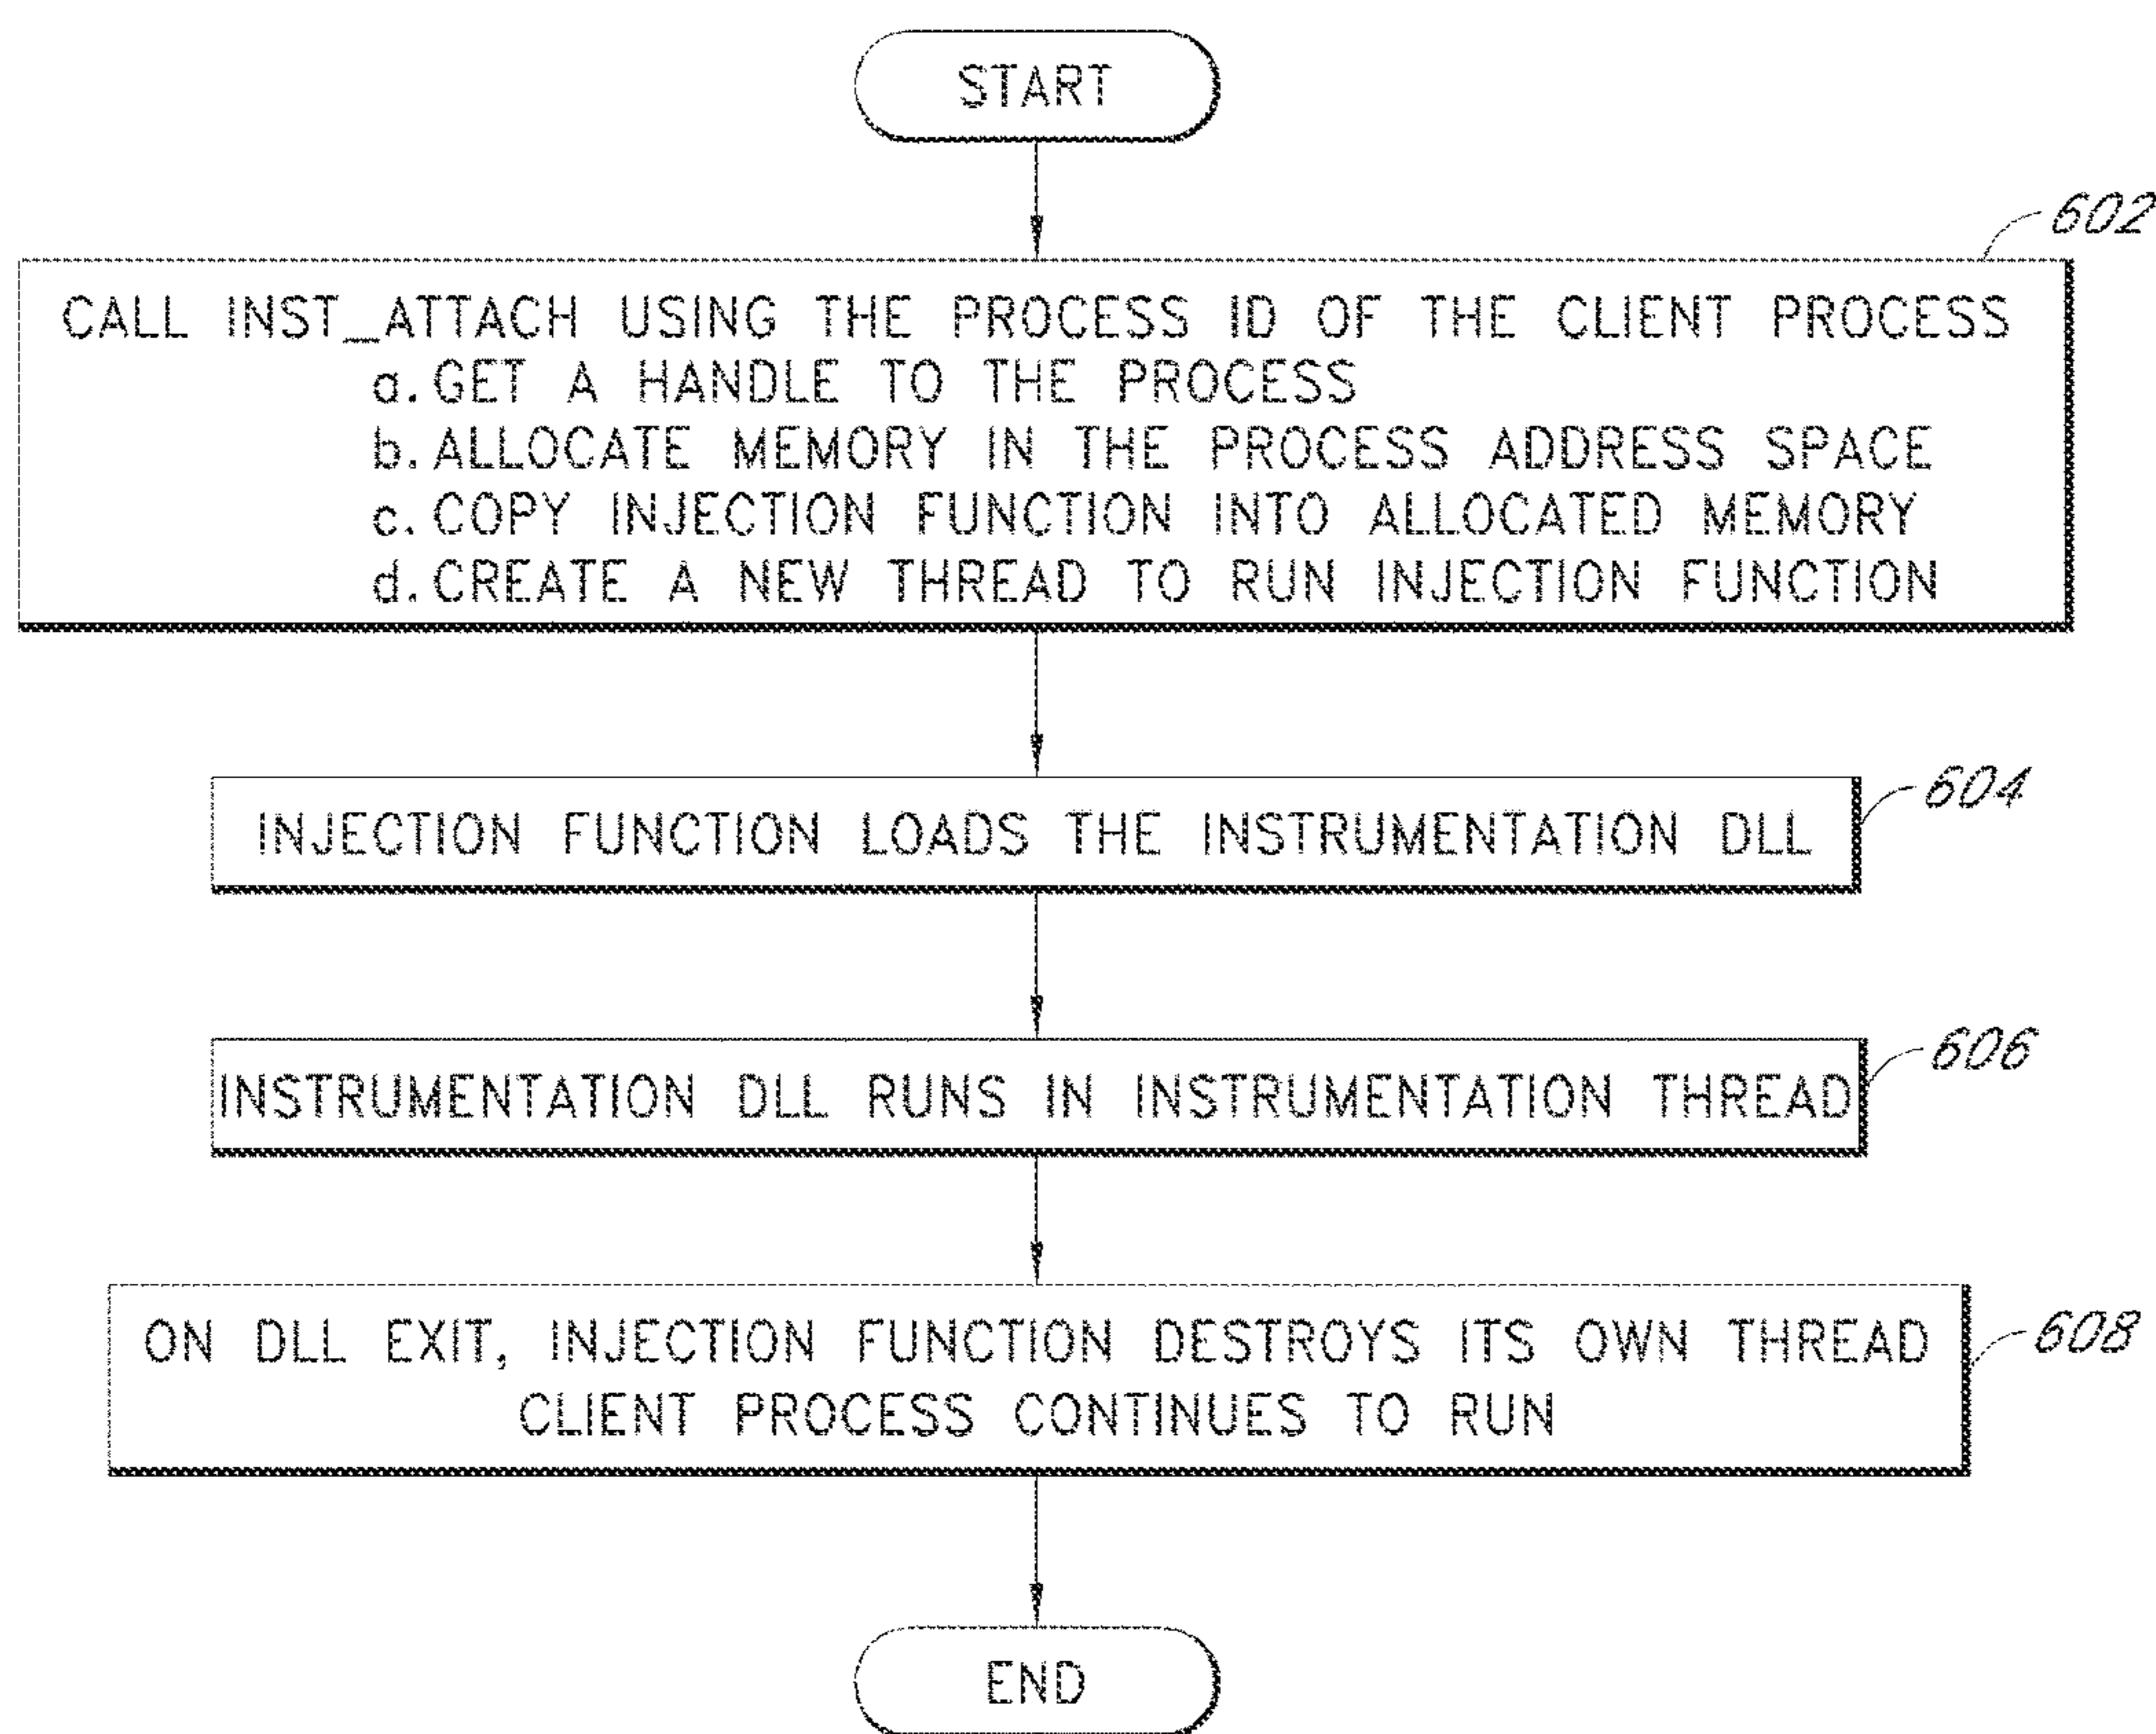 START
602
CALL INST_ATTACH USING THE PROCESS ID OF THE CLIENT PROCESS
a. GET A HANDLE TO THE PROCESS
b. ALLOCATE MEMORY IN THE PROCESS ADDRESS SPACE
c. COPY INJECTION FUNCTION INTO ALLOCATED MEMORY
d. CREATE A NEW THREAD TO RUN INJECTION FUNCTION
604
INJECTION FUNCTION LOADS THE INSTRUMENTATION DLL
606
INSTRUMENTATION DLL RUNS IN INSTRUMENTATION THREAD
608
ON DLL EXIT, INJECTION FUNCTION DESTROYS ITS OWN THREAD
CLIENT PROCESS CONTINUES TO RUN
END